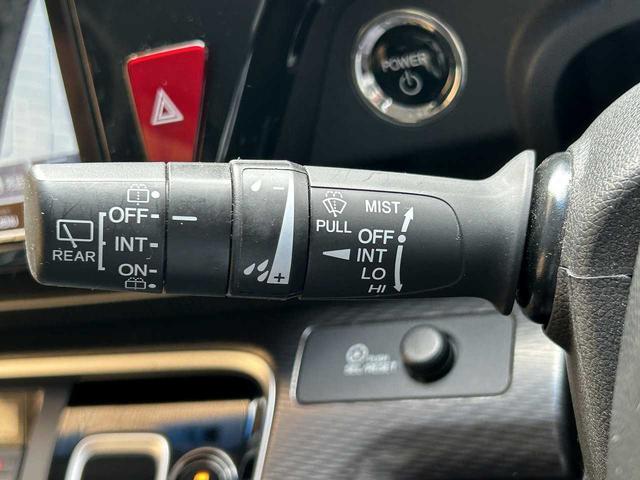 POWER
OFF
INT
ON
REAR
- 
+
PULL
MIST
OFF
INT
LO
HI
SEL/RESET